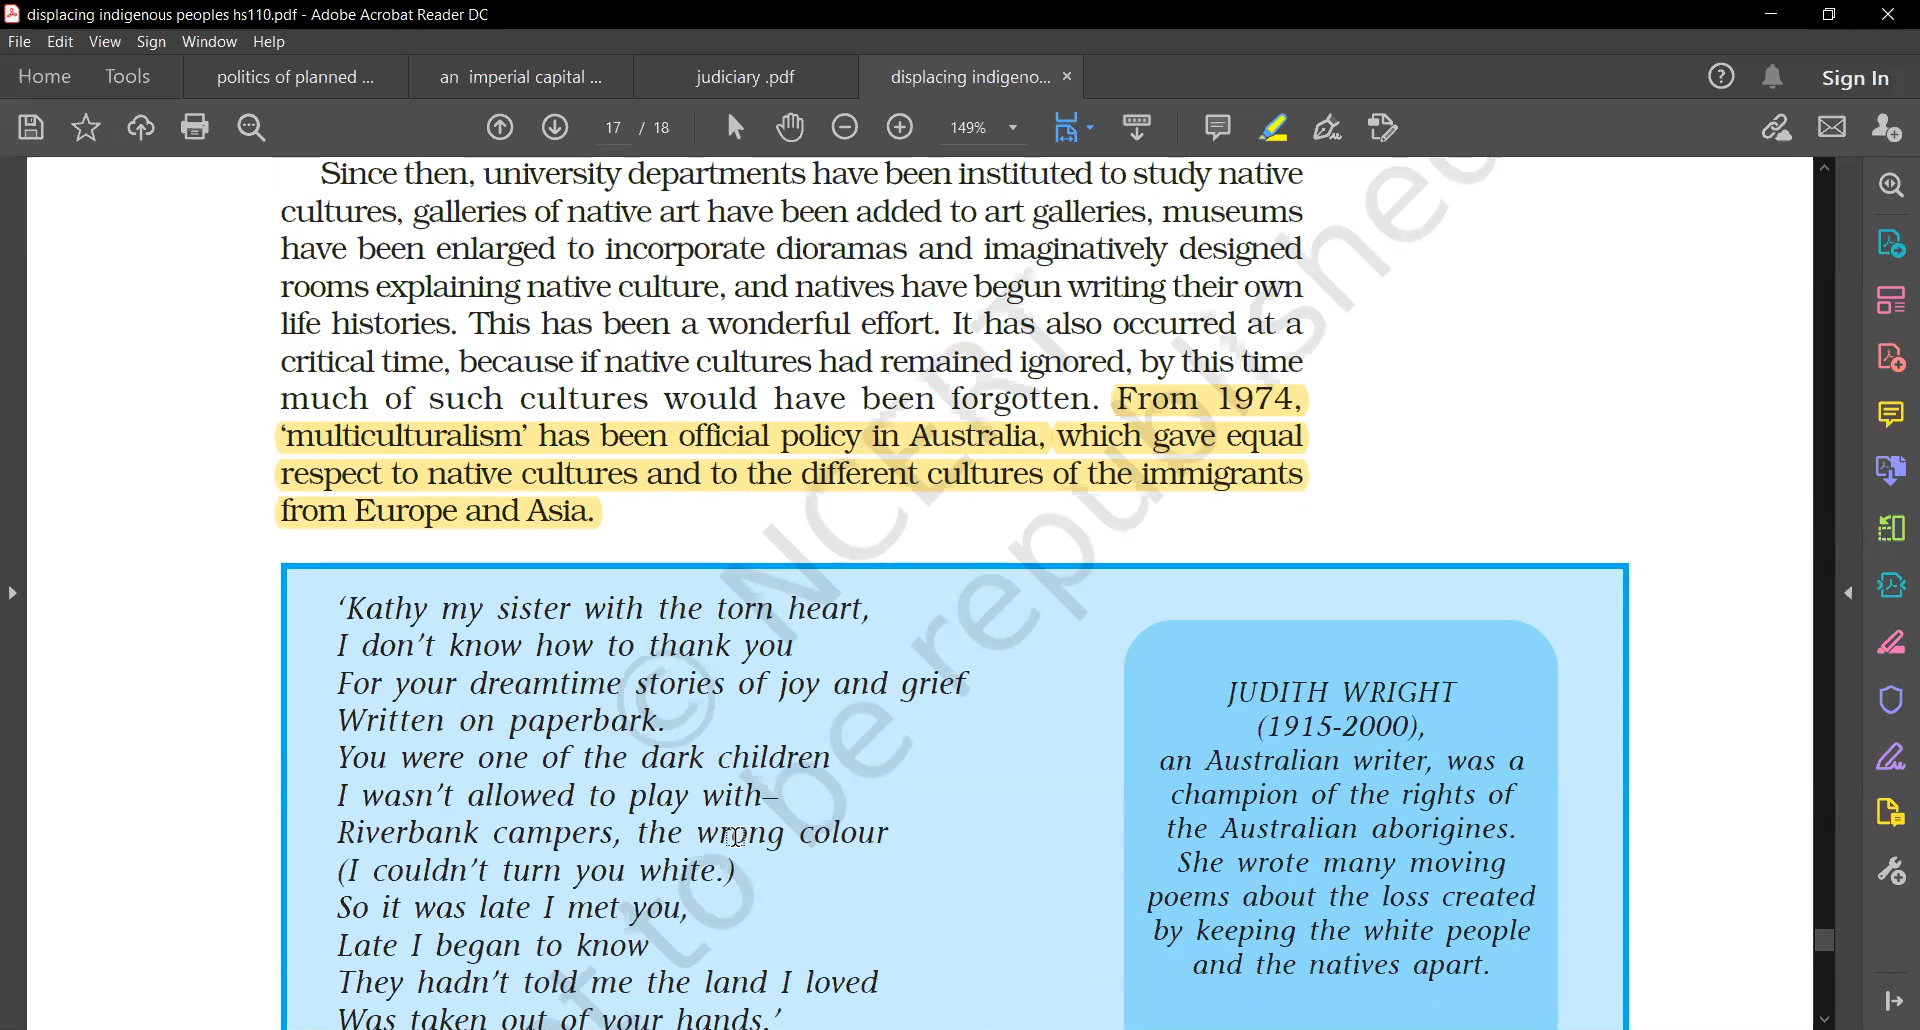 displacing indigenous peoples hs110.pdf - Adobe Acrobat Reader DC
File Edit View Sign Window Help
Home Tools politics of planned ... an imperial capital ... judiciary .pdf displacing indigeno... × Sign In
17 / 18 149%
Since then, university departments have been instituted to study native
cultures, galleries of native art have been added to art galleries, museums
have been enlarged to incorporate dioramas and imaginatively designed
rooms explaining native culture, and natives have begun writing their own
life histories. This has been a wonderful effort. It has also occurred at a
critical time, because if native cultures had remained ignored, by this time
much of such cultures would have been forgotten. From 1974,
‘multiculturalism’ has been official policy in Australia, which gave equal
respect to native cultures and to the different cultures of the immigrants
from Europe and Asia.
‘Kathy my sister with the torn heart,
I don’t know how to thank you
For your dreamtime stories of joy and grief
Written on paperbark.
You were one of the dark children
I wasn’t allowed to play with–
Riverbank campers, the wrong colour
(I couldn’t turn you white.)
So it was late I met you,
Late I began to know
They hadn’t told me the land I loved
Was taken out of your hands.’
JUDITH WRIGHT
(1915-2000),
an Australian writer, was a
champion of the rights of
the Australian aborigines.
She wrote many moving
poems about the loss created
by keeping the white people
and the natives apart.
© NCERT
not to be republished